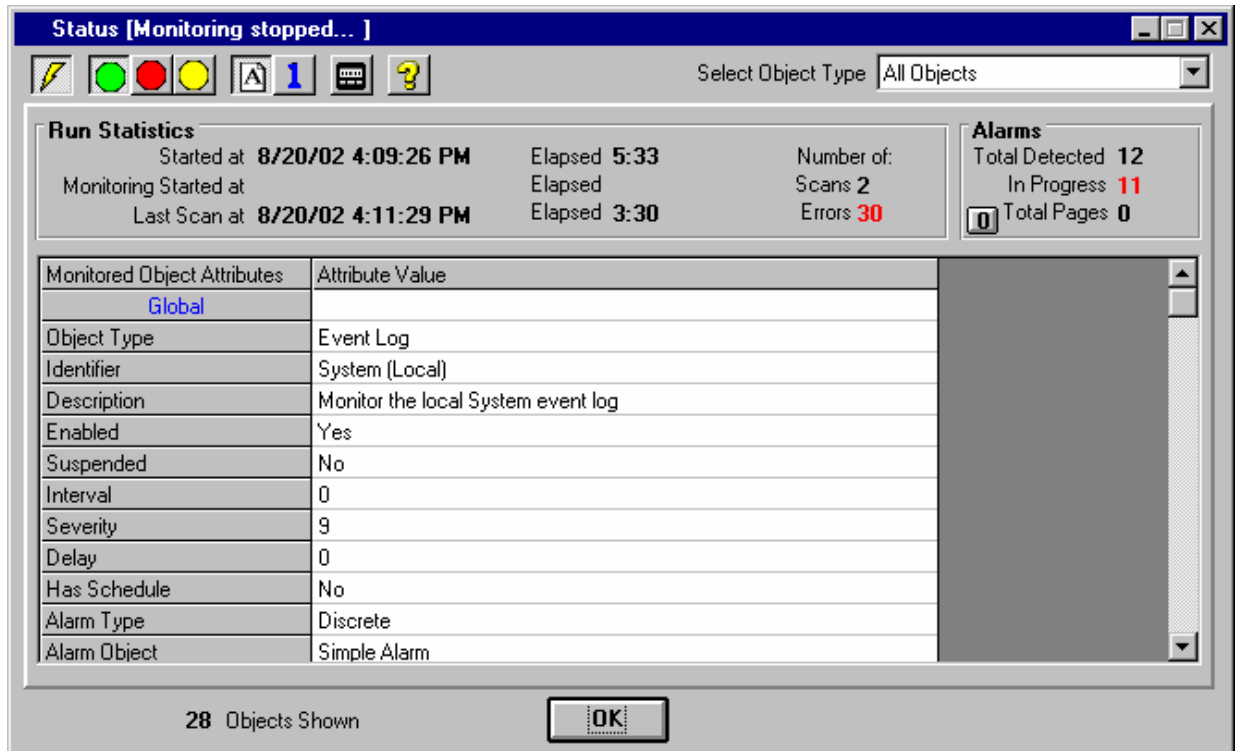 Status [Monitoring stopped... ]
A 1 ?
Select Object Type All Objects
Run Statistics
Started at 8/20/02 4:09:26 PM Elapsed 5:33 Number of:
Monitoring Started at Elapsed Scans 2
Last Scan at 8/20/02 4:11:29 PM Elapsed 3:30 Errors 30
Alarms
Total Detected 12
In Progress 11
0 Total Pages 0
Monitored Object Attributes Attribute Value
Global
Object Type Event Log
Identifier System (Local)
Description Monitor the local System event log
Enabled Yes
Suspended No
Interval 0
Severity 9
Delay 0
Has Schedule No
Alarm Type Discrete
Alarm Object Simple Alarm
28 Objects Shown
OK